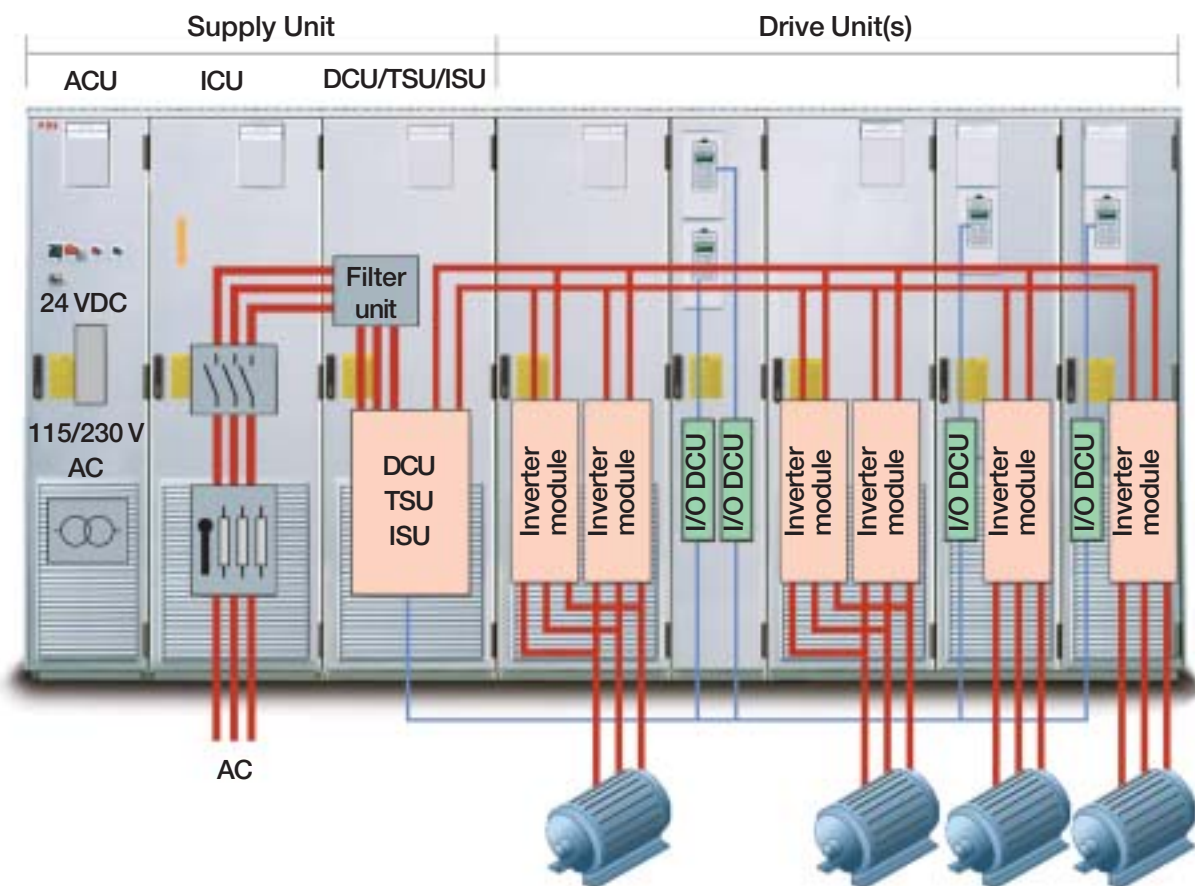 Supply Unit
Drive Unit(s)
ACU
ICU
DCU/TSU/ISU
ABB
Filter
unit
24 VDC
115/230 V
AC
DCU
TSU
ISU
Inverter
module
Inverter
module
I/O DCU
I/O DCU
Inverter
module
Inverter
module
I/O DCU
Inverter
module
I/O DCU
Inverter
module
AC